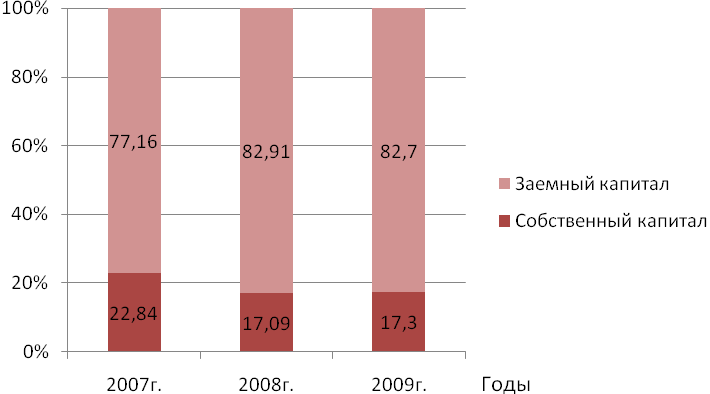 100%
80%
60%
40%
20%
0%
77,16
82,91
82,7
22,84
17,09
17,3
2007г.
2008г.
2009г.
Годы
Заемный капитал
Собственный капитал